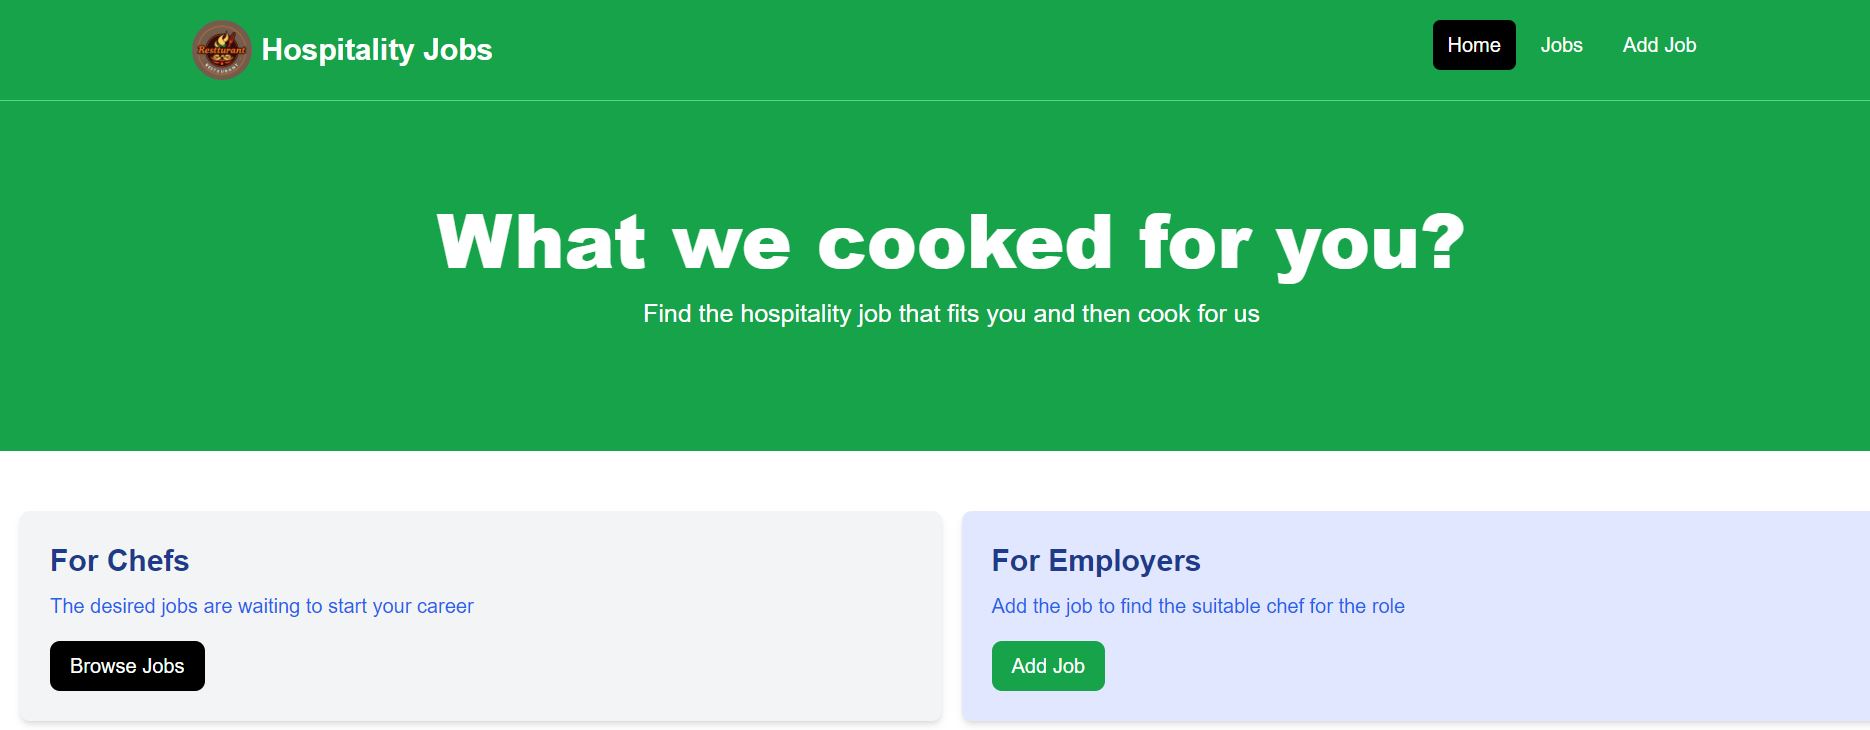 Restturant
RESTURANT
Hospitality Jobs
Home
Jobs
Add Job
What we cooked for you?
Find the hospitality job that fits you and then cook for us
For Chefs
The desired jobs are waiting to start your career
Browse Jobs
For Employers
Add the job to find the suitable chef for the role
Add Job